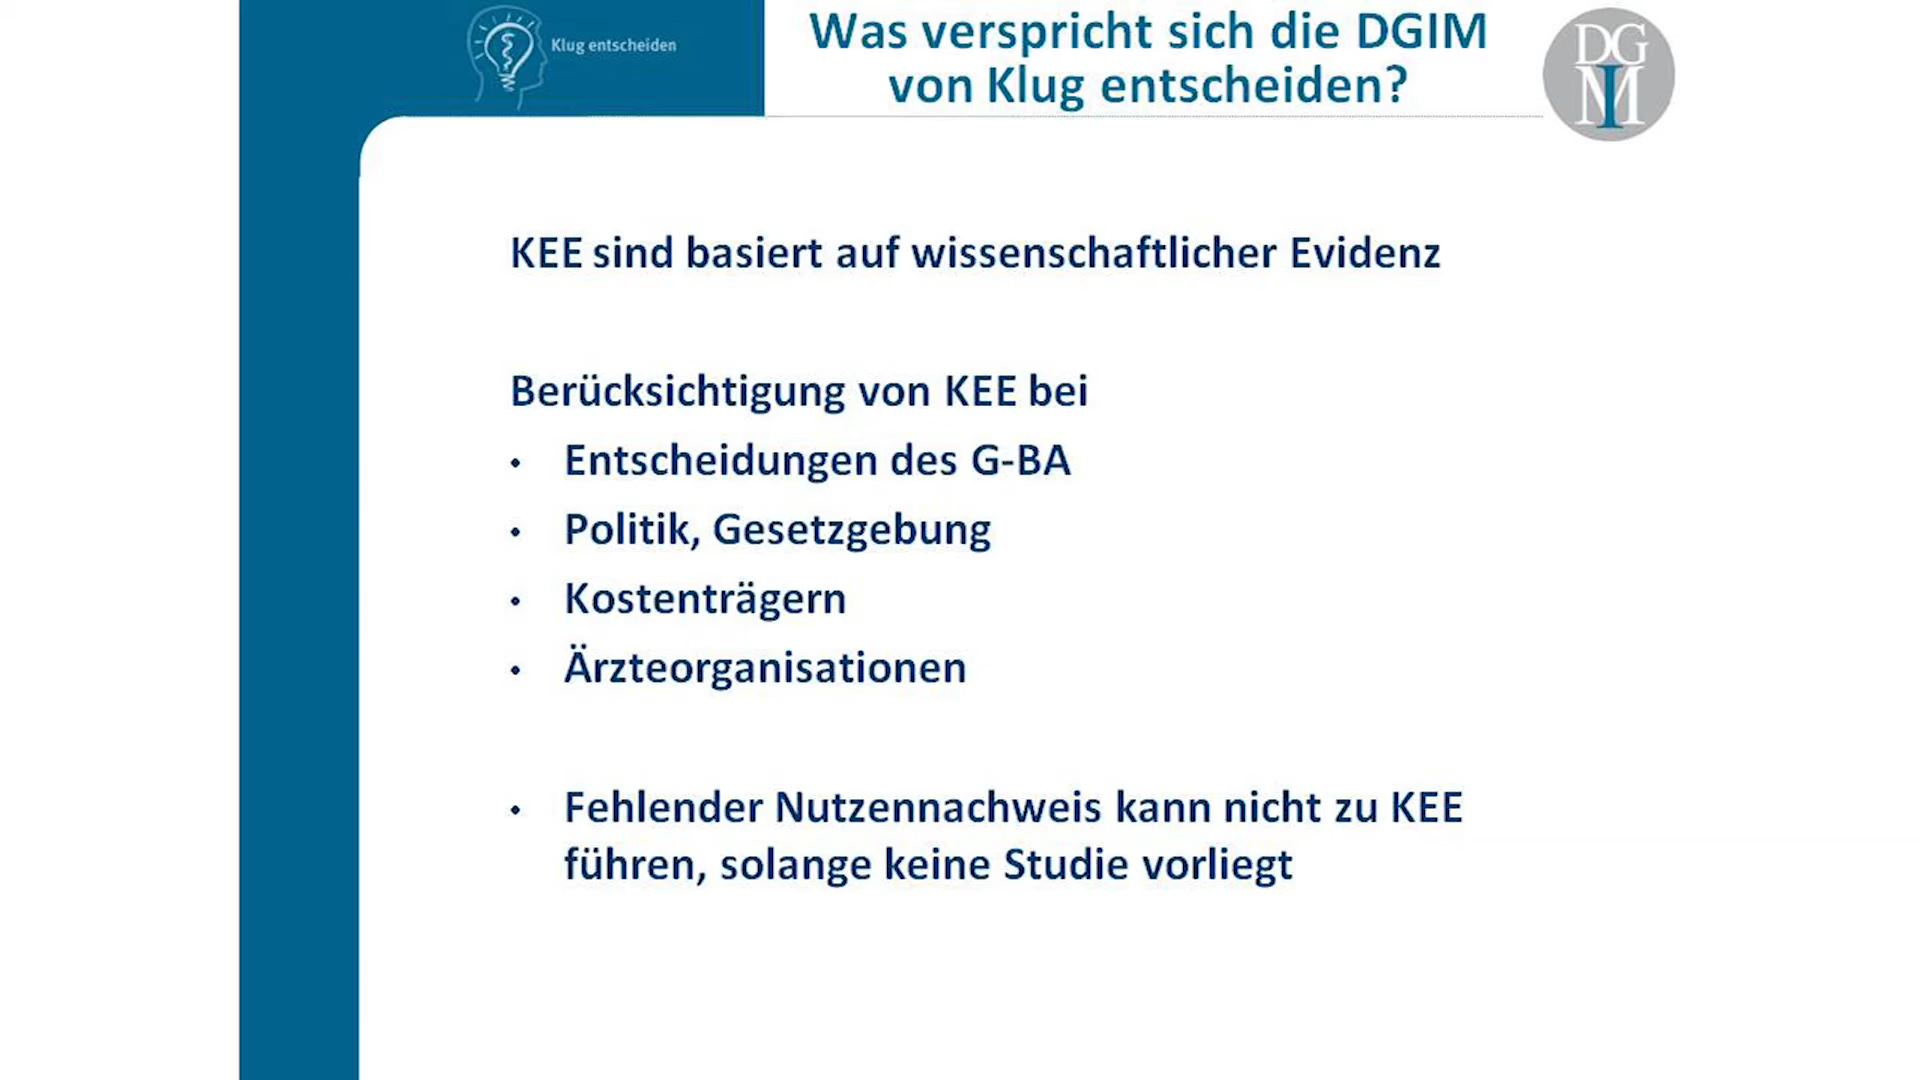 Klug entscheiden
Was verspricht sich die DGIM
von Klug entscheiden?
DG
IM
KEE sind basiert auf wissenschaftlicher Evidenz
Berücksichtigung von KEE bei
• Entscheidungen des G-BA
• Politik, Gesetzgebung
• Kostenträgern
• Ärzteorganisationen
• Fehlender Nutzennachweis kann nicht zu KEE
führen, solange keine Studie vorliegt